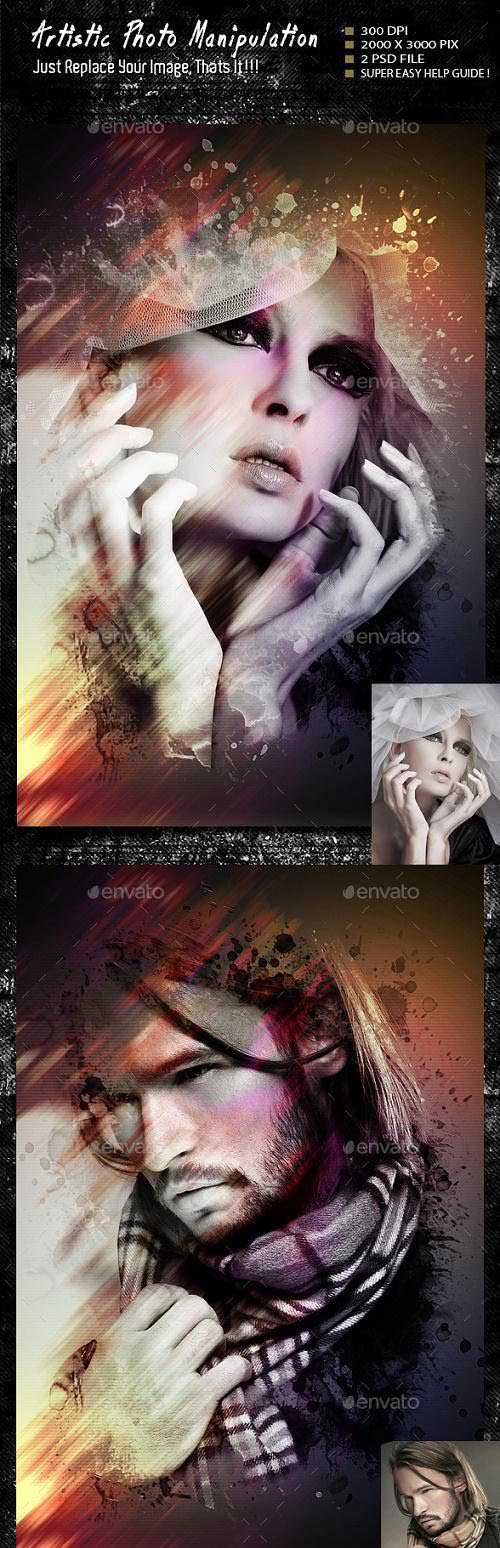 Artistic Photo Manipulation
Just Replace Your Image, Thats It!!!
300 DPI
2000 X 3000 PIX
2 PSD FILE
SUPER EASY HELP GUIDE !
envato envato
envato envato
envato envato
envato envato
envato envato
envato envato